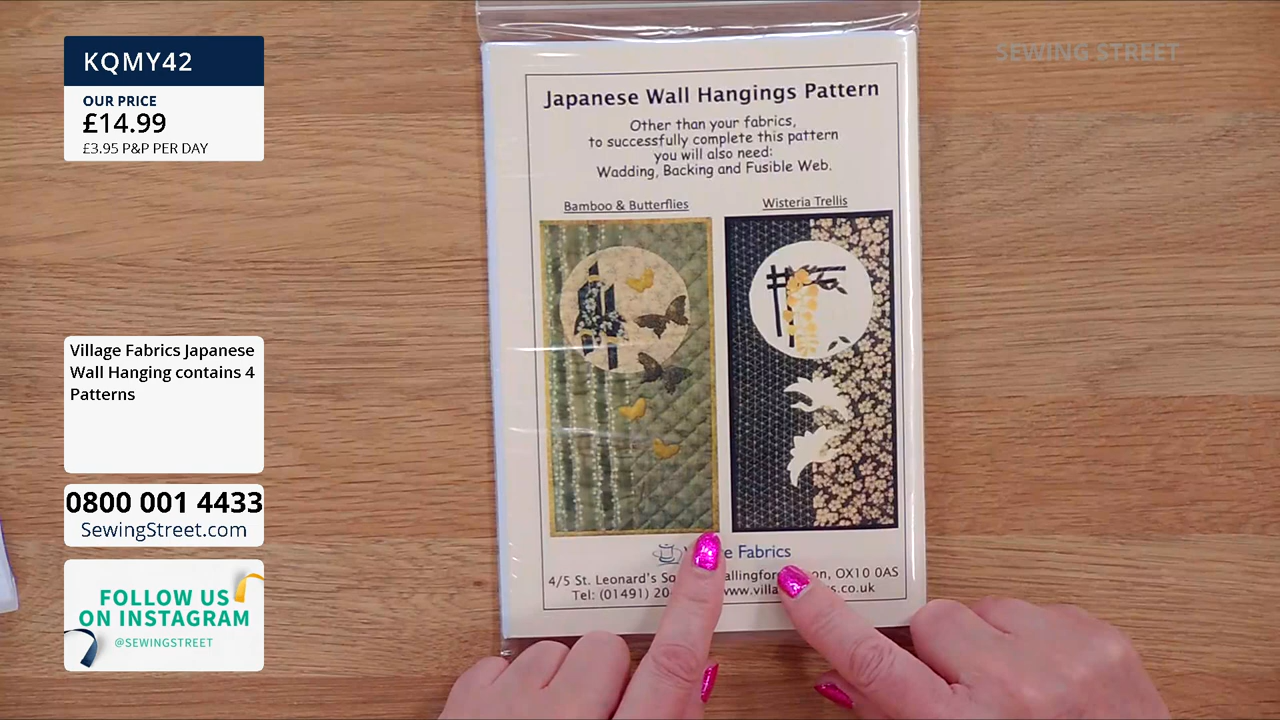 KQMY42
OUR PRICE
£14.99
£3.95 P&P PER DAY
Village Fabrics Japanese
Wall Hanging contains 4
Patterns
0800 001 4433
SewingStreet.com
FOLLOW US
ON INSTAGRAM
@SEWINGSTREET
SEWING STREET
Japanese Wall Hangings Pattern
Other than your fabrics,
to successfully complete this pattern
you will also need:
Wadding, Backing and Fusible Web.
Bamboo & Butterflies
Wisteria Trellis
Fabrics
4/5 St. Leonard's OX10 0AS
Tel: (01491)